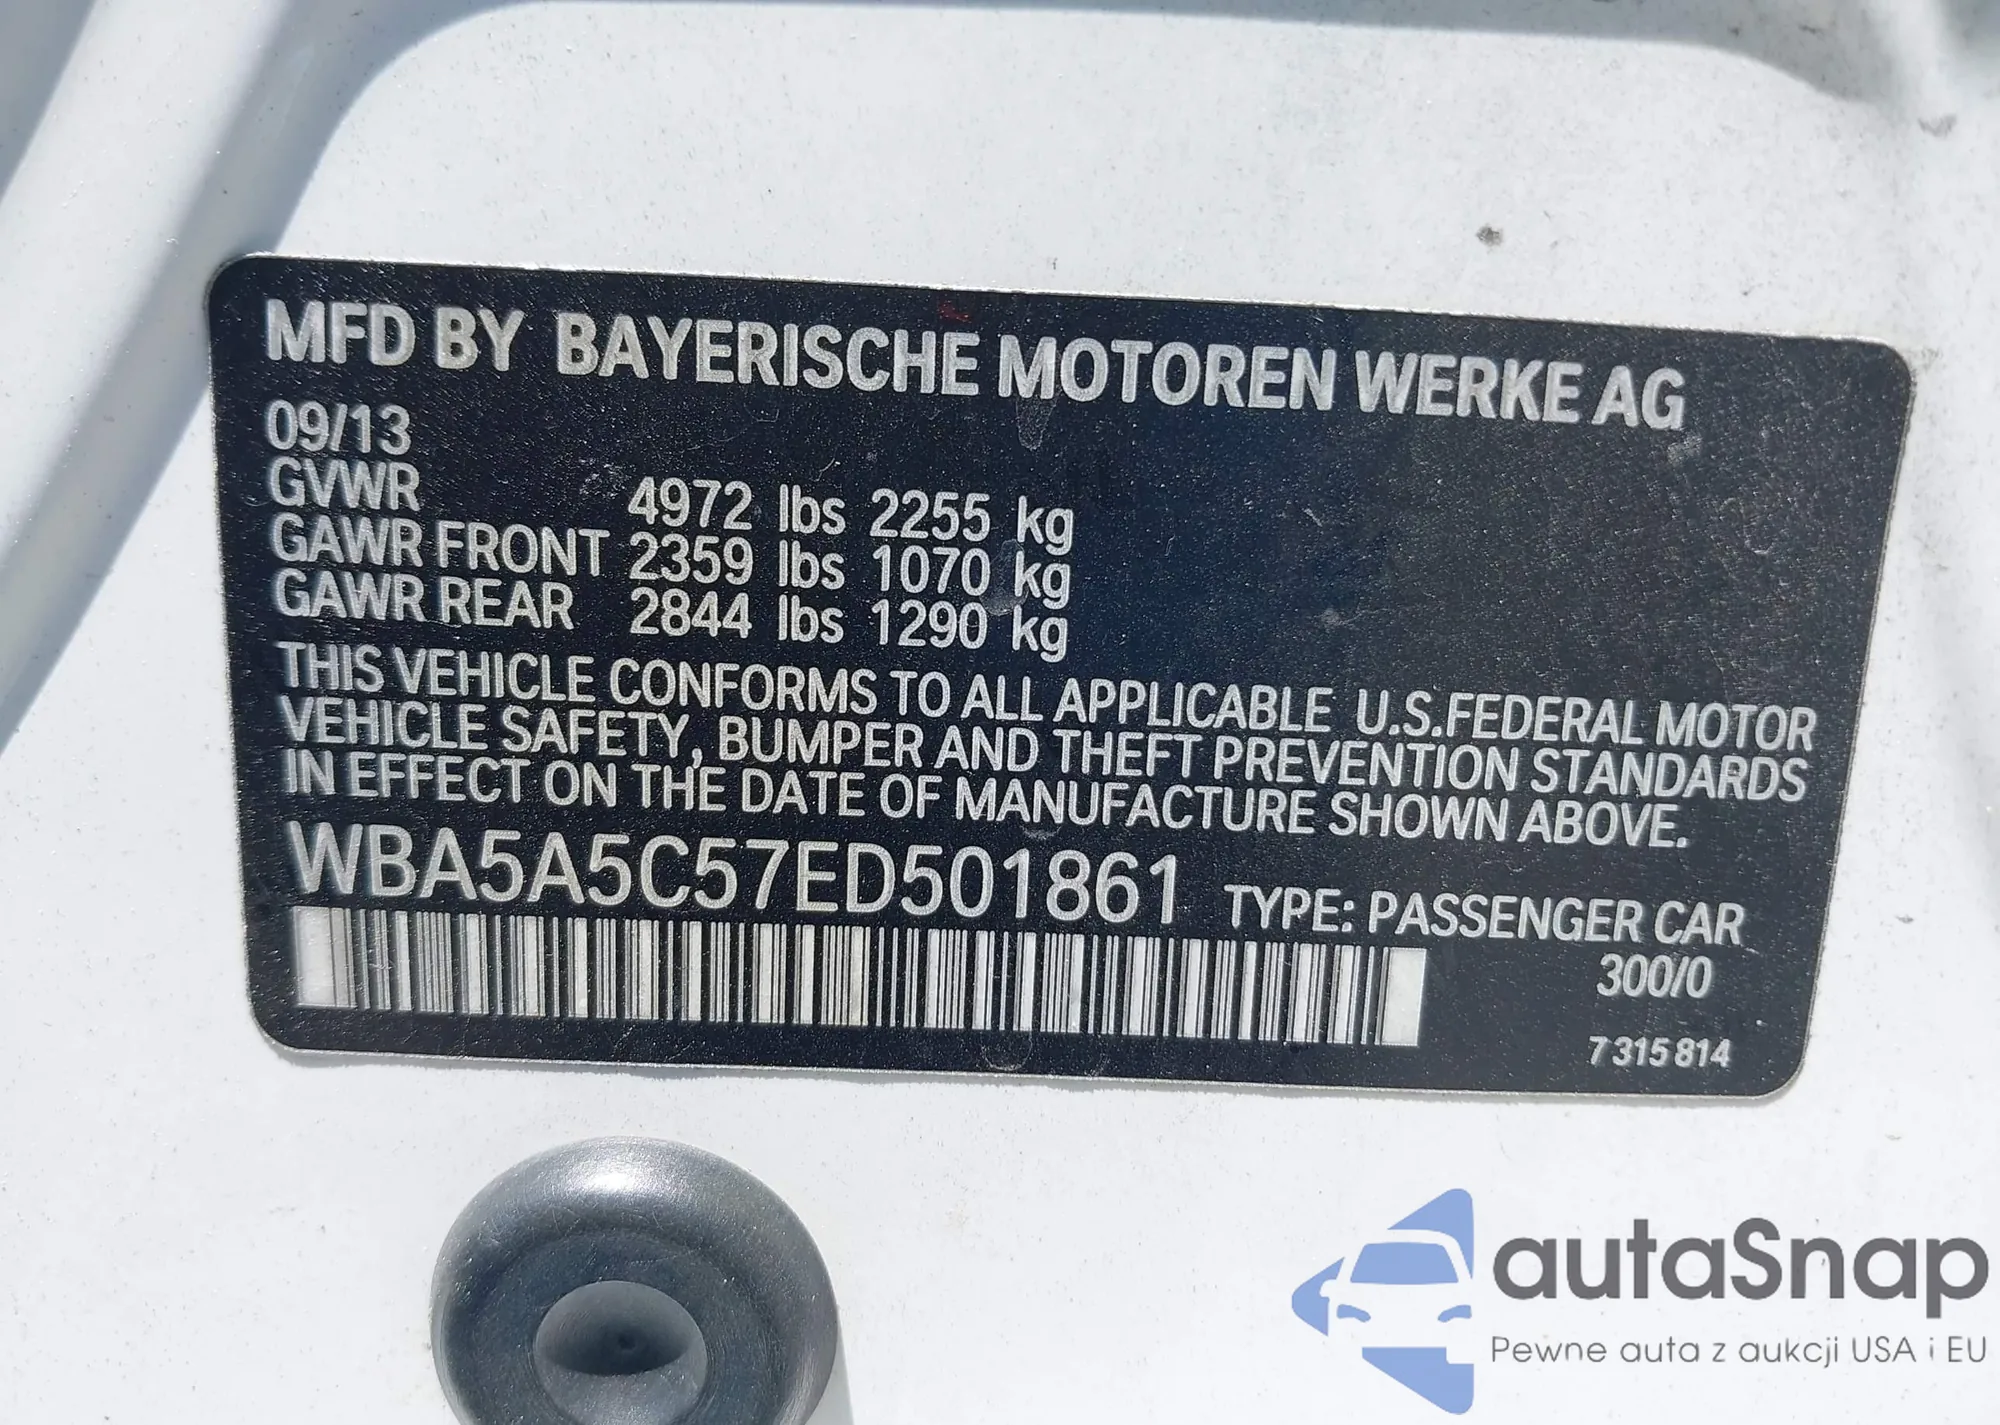 MFD BY BAYERISCHE MOTOREN WERKE AG
09/13
GVWR 4972 lbs 2255 kg
GAWR FRONT 2359 lbs 1070 kg
GAWR REAR 2844 lbs 1290 kg
THIS VEHICLE CONFORMS TO ALL APPLICABLE U.S.FEDERAL MOTOR
VEHICLE SAFETY, BUMPER AND THEFT PREVENTION STANDARDS
IN EFFECT ON THE DATE OF MANUFACTURE SHOWN ABOVE.
WBA5A5C57ED501861 TYPE: PASSENGER CAR
300/0
7 315 814
autaSnap
Pewne auta z aukcji USA i EU